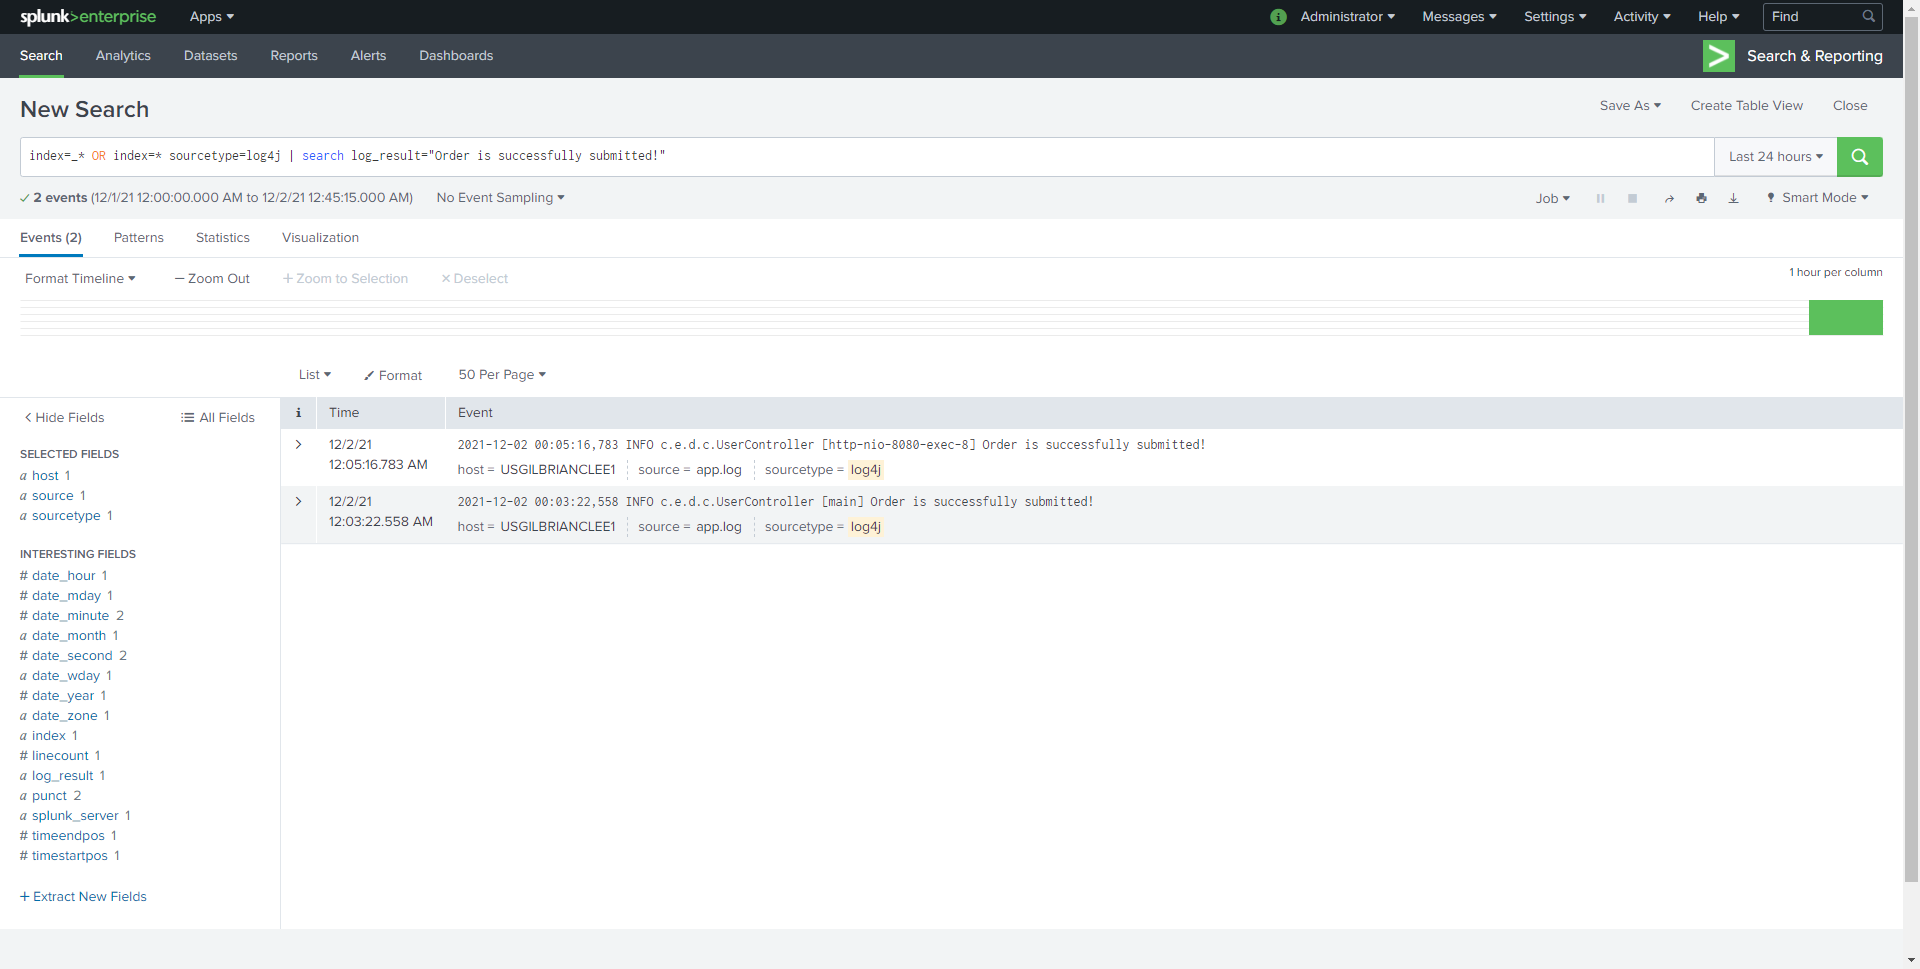 splunk>enterprise Apps Administrator Messages Settings Activity Help Find
Search Analytics Datasets Reports Alerts Dashboards Search & Reporting
New Search Save As Create Table View Close
index=_* OR index=* sourcetype=log4j | search log_result="Order is successfully submitted!" Last 24 hours
2 events (12/1/21 12:00:00.000 AM to 12/2/21 12:45:15.000 AM) No Event Sampling Job Smart Mode
Events (2) Patterns Statistics Visualization
Format Timeline — Zoom Out + Zoom to Selection × Deselect 1 hour per column
List Format 50 Per Page
< Hide Fields All Fields
SELECTED FIELDS
a host 1
a source 1
a sourcetype 1
INTERESTING FIELDS
# date_hour 1
# date_mday 1
# date_minute 2
a date_month 1
# date_second 2
a date_wday 1
# date_year 1
a date_zone 1
a index 1
# linecount 1
a log_result 1
a punct 2
a splunk_server 1
# timeendpos 1
# timestartpos 1
+ Extract New Fields
i Time Event
12/2/21 2021-12-02 00:05:16,783 INFO c.e.d.c.UserController [http-nio-8080-exec-8] Order is successfully submitted!
12:05:16.783 AM host = USGILBRIANCLEE1 source = app.log sourcetype = log4j
12/2/21 2021-12-02 00:03:22,558 INFO c.e.d.c.UserController [main] Order is successfully submitted!
12:03:22.558 AM host = USGILBRIANCLEE1 source = app.log sourcetype = log4j